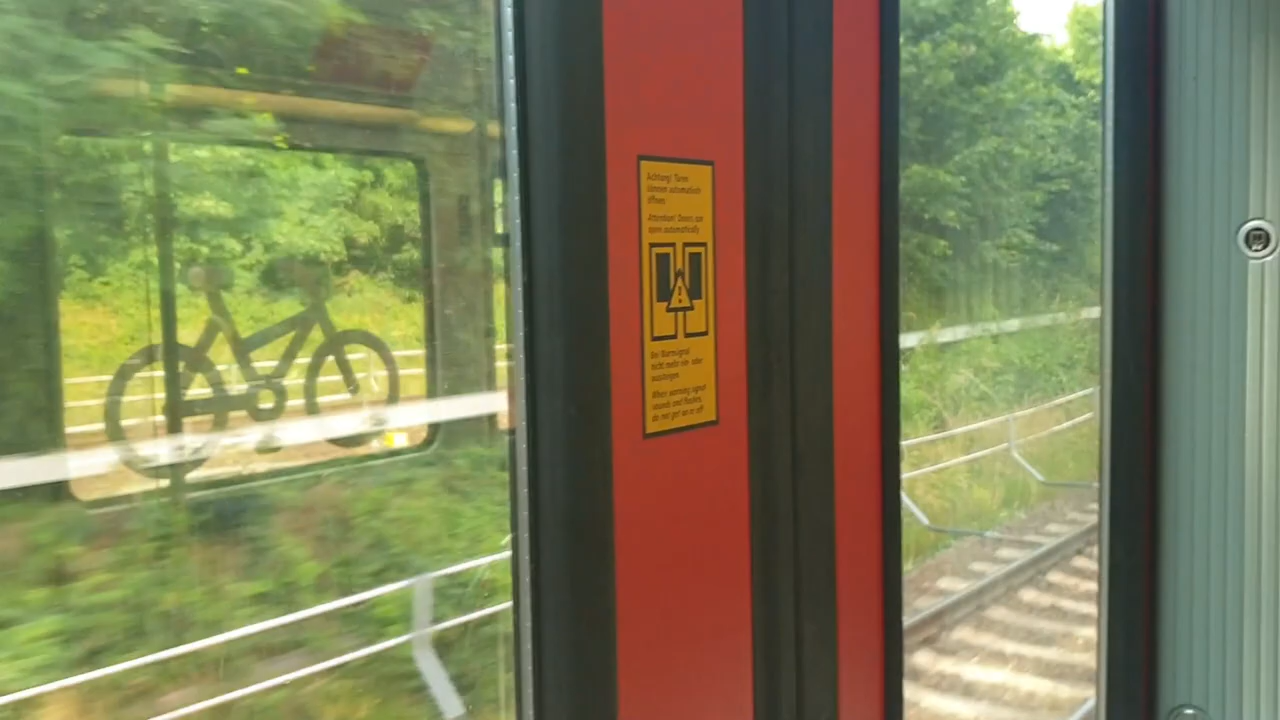 Achtung! Türen
können automatisch
öffnen
Attention! Doors can
open automatically
Bei Warnsignal
nicht mehr ein- oder
aussteigen
When warning signal
sounds and flashes
do not get on or off